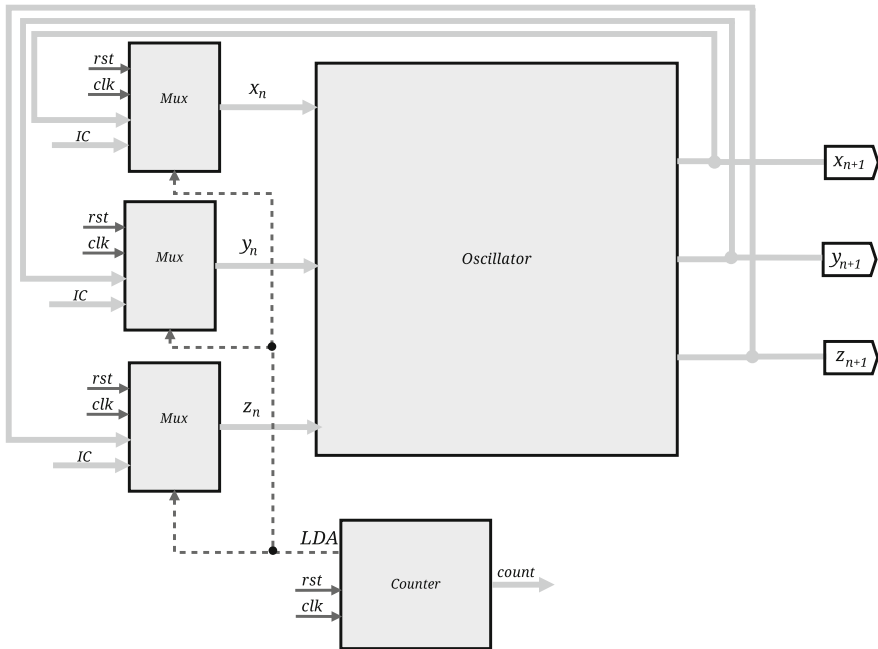 rst
clk
Mux
IC
x_n
rst
clk
Mux
IC
y_n
rst
clk
Mux
IC
z_n
Oscillator
x_{n+1}
y_{n+1}
z_{n+1}
LDA
rst
clk
Counter
count